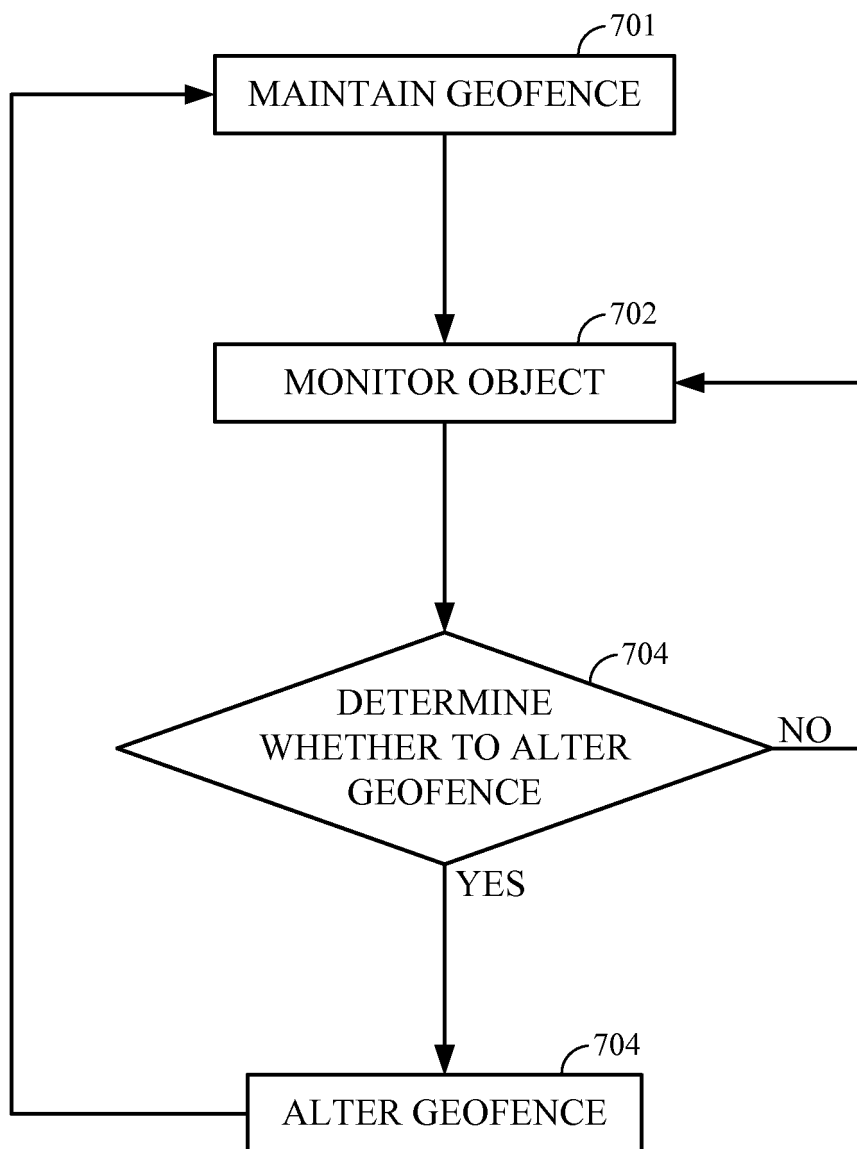 701
MAINTAIN GEOFENCE
702
MONITOR OBJECT
704
DETERMINE
WHETHER TO ALTER
GEOFENCE
NO
YES
704
ALTER GEOFENCE